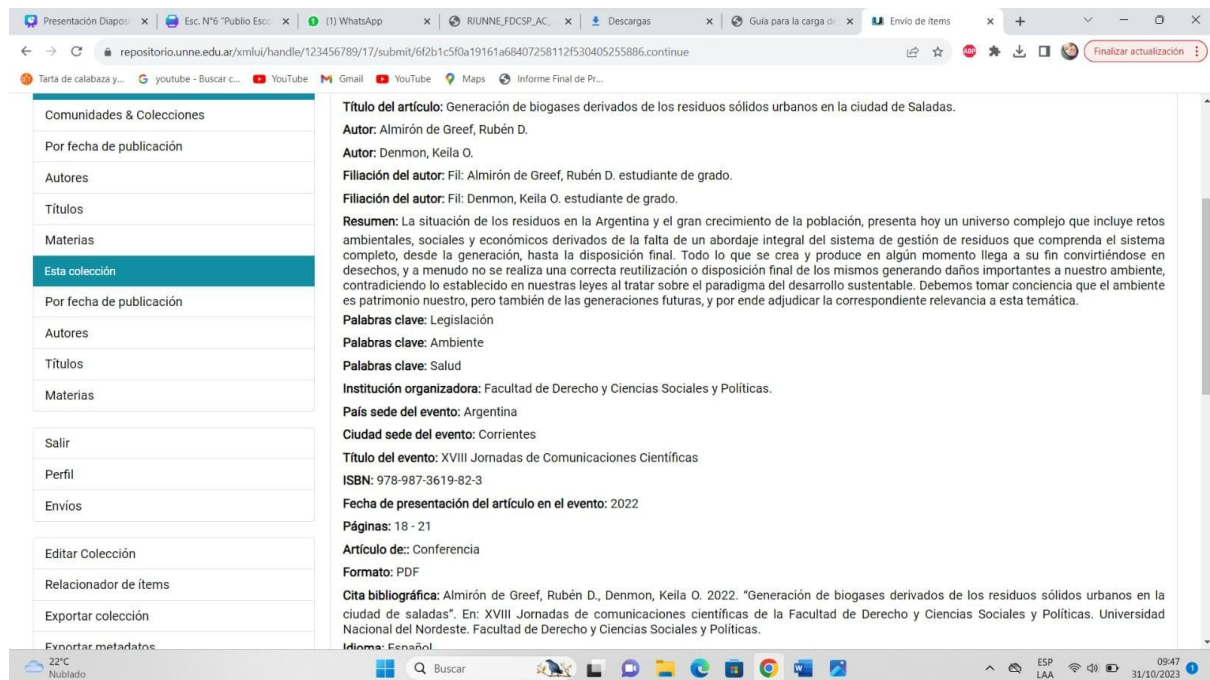 Presentación Diaposi
Esc. N°6 "Publio Esco
(1) WhatsApp
RIUNNE_FDCSP_AC_
Descargas
Guía para la carga de
Envío de ítems
repositorio.unne.edu.ar/xmlui/handle/123456789/17/submit/6f2b1c5f0a19161a68407258112f530405255886.continue
Finalizar actualización
Tarta de calabaza y...
youtube - Buscar c...
YouTube
Gmail
YouTube
Maps
Informe Final de Pr...
Comunidades & Colecciones
Por fecha de publicación
Autores
Títulos
Materias
Esta colección
Por fecha de publicación
Autores
Títulos
Materias
Salir
Perfil
Envíos
Editar Colección
Relacionador de ítems
Exportar colección
Exportar metadatos
Título del artículo: Generación de biogases derivados de los residuos sólidos urbanos en la ciudad de Saladas.
Autor: Almirón de Greef, Rubén D.
Autor: Denmon, Keila O.
Filiación del autor: Fil: Almirón de Greef, Rubén D. estudiante de grado.
Filiación del autor: Fil: Denmon, Keila O. estudiante de grado.
Resumen: La situación de los residuos en la Argentina y el gran crecimiento de la población, presenta hoy un universo complejo que incluye retos
ambientales, sociales y económicos derivados de la falta de un abordaje integral del sistema de gestión de residuos que comprenda el sistema
completo, desde la generación, hasta la disposición final. Todo lo que se crea y produce en algún momento llega a su fin convirtiéndose en
desechos, y a menudo no se realiza una correcta reutilización o disposición final de los mismos generando daños importantes a nuestro ambiente,
contradiciendo lo establecido en nuestras leyes al tratar sobre el paradigma del desarrollo sustentable. Debemos tomar conciencia que el ambiente
es patrimonio nuestro, pero también de las generaciones futuras, y por ende adjudicar la correspondiente relevancia a esta temática.
Palabras clave: Legislación
Palabras clave: Ambiente
Palabras clave: Salud
Institución organizadora: Facultad de Derecho y Ciencias Sociales y Políticas.
País sede del evento: Argentina
Ciudad sede del evento: Corrientes
Título del evento: XVIII Jornadas de Comunicaciones Científicas
ISBN: 978-987-3619-82-3
Fecha de presentación del artículo en el evento: 2022
Páginas: 18 - 21
Artículo de:: Conferencia
Formato: PDF
Cita bibliográfica: Almirón de Greef, Rubén D., Denmon, Keila O. 2022. “Generación de biogases derivados de los residuos sólidos urbanos en la
ciudad de saladas”. En: XVIII Jornadas de comunicaciones científicas de la Facultad de Derecho y Ciencias Sociales y Políticas. Universidad
Nacional del Nordeste. Facultad de Derecho y Ciencias Sociales y Políticas.
Idioma: Español
22°C
Nublado
Buscar
ESP
LAA
09:47
31/10/2023
1